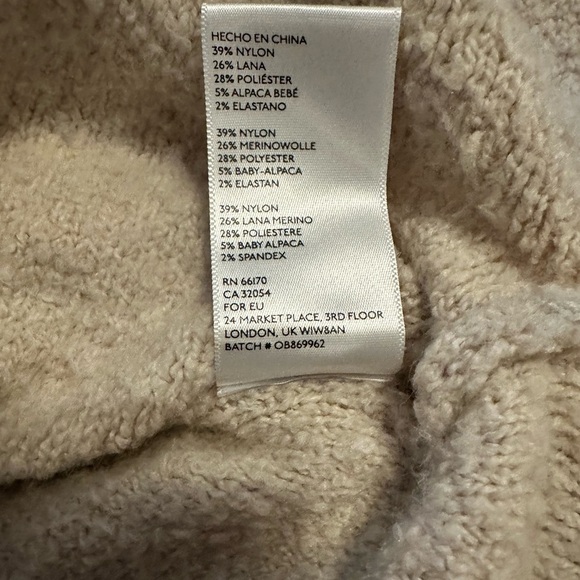 HECHO EN CHINA
39% NYLON
26% LANA
28% POLIÉSTER
5% ALPACA BEBÉ
2% ELASTANO
39% NYLON
26% MERINOWOLLE
28% POLYESTER
5% BABY-ALPACA
2% ELASTAN
39% NYLON
26% LANA MERINO
28% POLIESTERE
5% BABY ALPACA
2% SPANDEX
RN 66170
CA 32054
FOR EU
24 MARKET PLACE, 3RD FLOOR
LONDON, UK W1W8AN
BATCH # OB869962